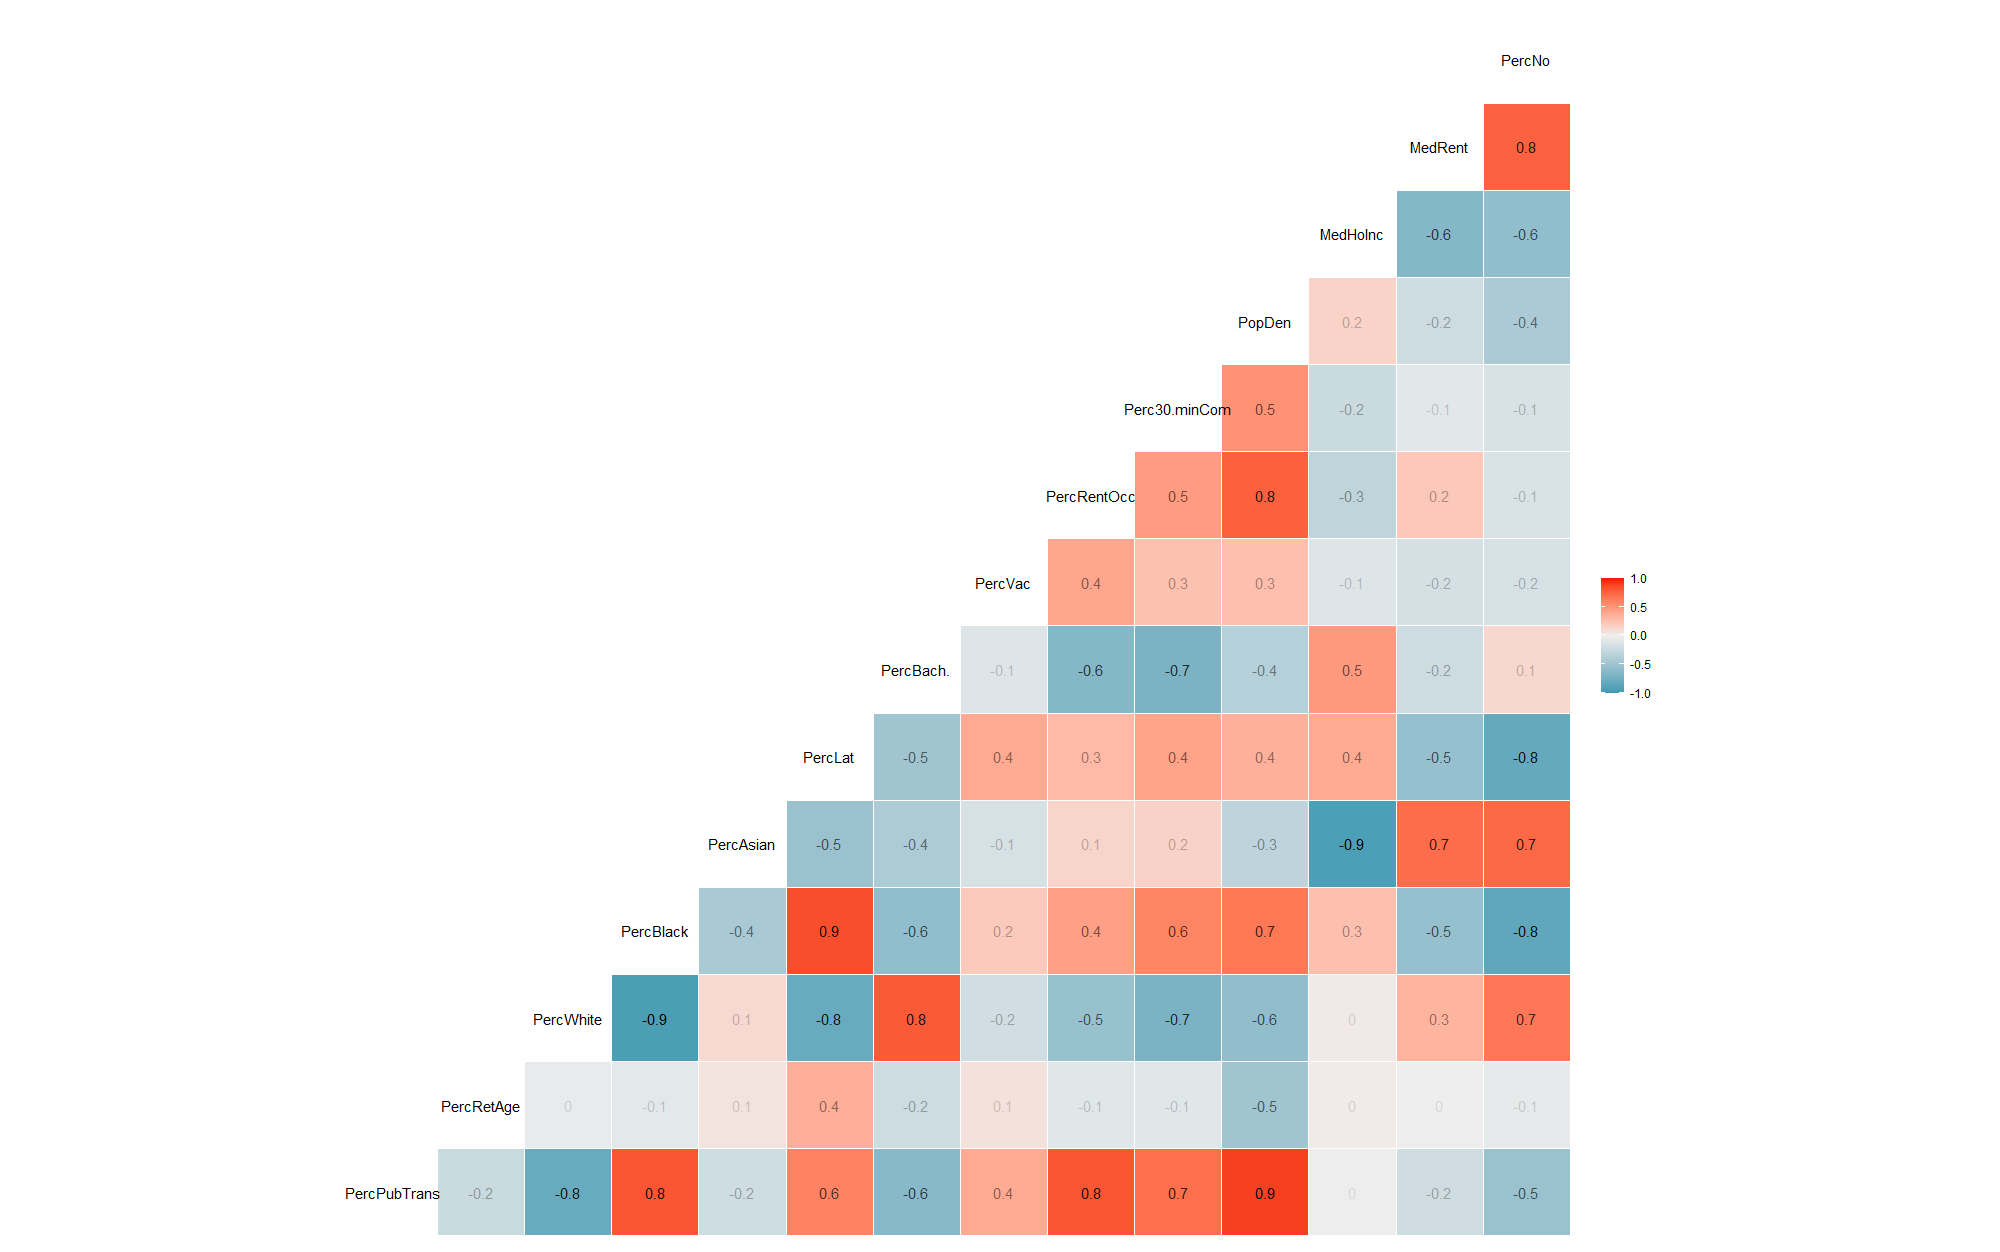 PercNo
MedRent 0.8
MedHoInc -0.6 -0.6
PopDen 0.2 -0.2 -0.4
Perc30.minCom 0.5 -0.2 -0.1 -0.1
PercRentOcc 0.5 0.8 -0.3 0.2 -0.1
PercVac 0.4 0.3 0.3 -0.1 -0.2 -0.2
1.0
0.5
0.0
-0.5
-1.0
PercBach. -0.1 -0.6 -0.7 -0.4 0.5 -0.2 0.1
PercLat -0.5 0.4 0.3 0.4 0.4 0.4 -0.5 -0.8
PercAsian -0.5 -0.4 -0.1 0.1 0.2 -0.3 -0.9 0.7 0.7
PercBlack -0.4 0.9 -0.6 0.2 0.4 0.6 0.7 0.3 -0.5 -0.8
PercWhite -0.9 0.1 -0.8 0.8 -0.2 -0.5 -0.7 -0.6 0 0.3 0.7
PercRetAge 0 -0.1 0.1 0.4 -0.2 0.1 -0.1 -0.1 -0.5 0 0 -0.1
PercPubTrans -0.2 -0.8 0.8 -0.2 0.6 -0.6 0.4 0.8 0.7 0.9 0 -0.2 -0.5